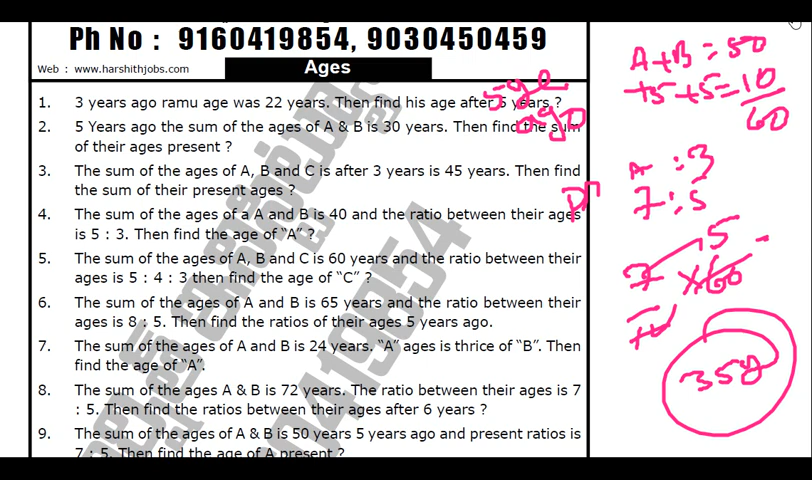 Ph No : 9160419854, 9030450459
Web : www.harshithjobs.com
Ages
1. 3 years ago ramu age was 22 years. Then find his age after 5 years ?
2. 5 Years ago the sum of the ages of A & B is 30 years. Then find the sum
of their ages present ?
3. The sum of the ages of A, B and C is after 3 years is 45 years. Then find
the sum of their present ages ?
4. The sum of the ages of a A and B is 40 and the ratio between their ages
is 5 : 3. Then find the age of “A” ?
5. The sum of the ages of A, B and C is 60 years and the ratio between their
ages is 5 : 4 : 3 then find the age of “C” ?
6. The sum of the ages of A and B is 65 years and the ratio between their
ages is 8 : 5. Then find the ratios of their ages 5 years ago.
7. The sum of the ages of A and B is 24 years. “A” ages is thrice of “B”. Then
find the age of “A”.
8. The sum of the ages A & B is 72 years. The ratio between their ages is 7
: 5. Then find the ratios between their ages after 6 years ?
9. The sum of the ages of A & B is 50 years 5 years ago and present ratios is
7 : 5. Then find the age of A present ?
A+B = 50
+5 +5 = 10
60
ago
A : 3
7 : 5
5
7 × 60
35y
9160419854